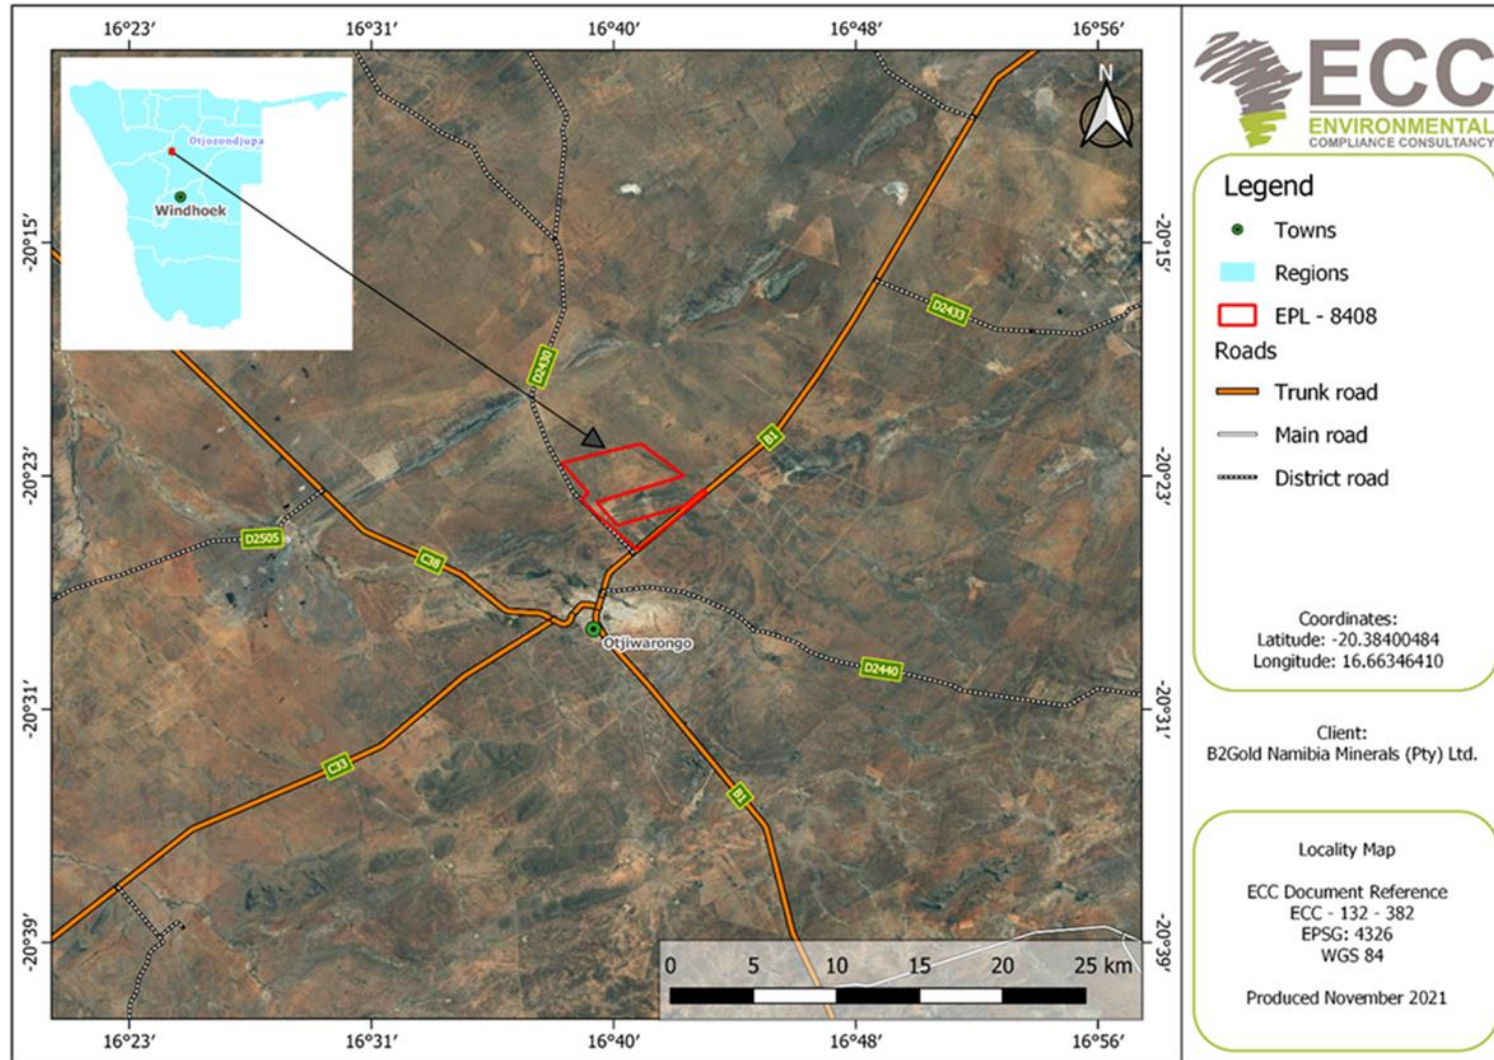 16°23′ 16°31′ 16°40′ 16°48′ 16°56′
N
Otjozondjupa
Windhoek
-20°15′ -20°15′
D2433
D2430
B1
-20°23′ -20°23′
D2505
C38
Otjiwarongo
D2440
-20°31′ -20°31′
C33
B1
-20°39′ -20°39′
0 5 10 15 20 25 km
16°23′ 16°31′ 16°40′ 16°48′ 16°56′
ECC
ENVIRONMENTAL
COMPLIANCE CONSULTANCY
Legend
Towns
Regions
EPL - 8408
Roads
Trunk road
Main road
District road
Coordinates:
Latitude: -20.38400484
Longitude: 16.66346410
Client:
B2Gold Namibia Minerals (Pty) Ltd.
Locality Map
ECC Document Reference
ECC - 132 - 382
EPSG: 4326
WGS 84
Produced November 2021